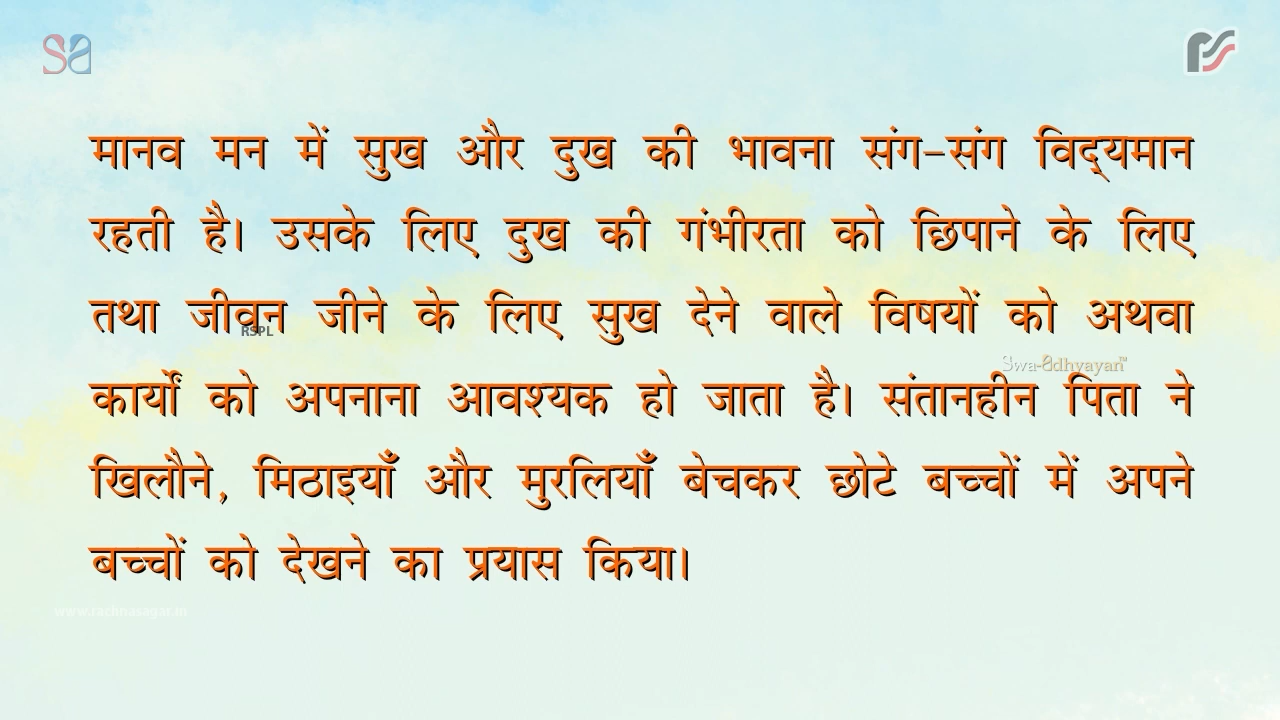 मानव मन में सुख और दुख की भावना संग-संग विद्‌यमान
रहती है। उसके लिए दुख की गंभीरता को छिपाने के लिए
तथा जीवन जीने के लिए सुख देने वाले विषयों को अथवा
RSPL
Swa-adhyayan™
कार्यों को अपनाना आवश्यक हो जाता है। संतानहीन पिता ने
खिलौने, मिठाइयाँ और मुरलियाँ बेचकर छोटे बच्चों में अपने
बच्चों को देखने का प्रयास किया।
www.rachnasagar.in